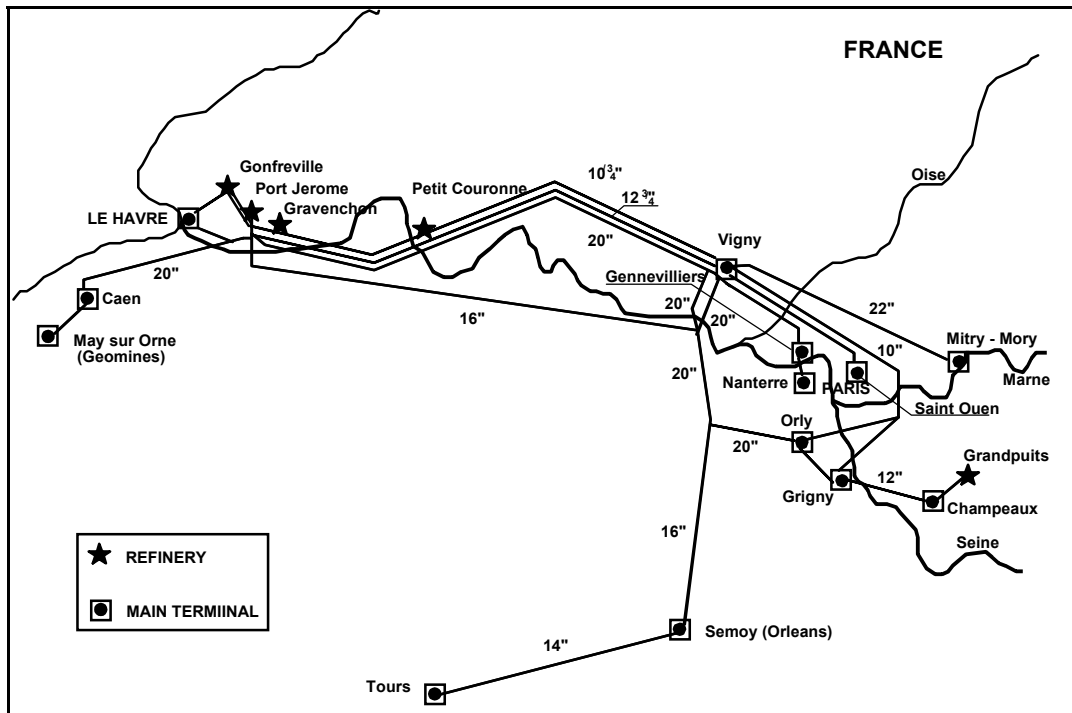 FRANCE
Oise
Gonfreville
Port Jerome
Gravenchon
Petit Couronne
LE HAVRE
10 3/4"
12 3/4
20"
Vigny
Gennevilliers
20"
Caen
May sur Orne
(Geomines)
16"
20"
20"
22"
Mitry - Mory
Marne
10"
20"
Nanterre
PARIS
Saint Ouen
Orly
20"
Grigny
12"
Grandpuits
Champeaux
Seine
16"
REFINERY
MAIN TERMIINAL
Semoy (Orleans)
14"
Tours